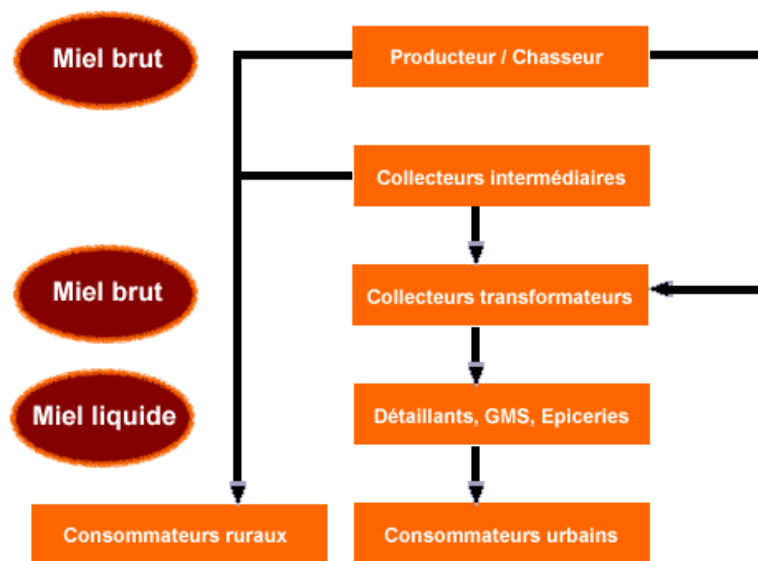 Miel brut
Producteur / Chasseur
Collecteurs intermédiaires
Miel brut
Collecteurs transformateurs
Miel liquide
Détaillants, GMS, Epiceries
Consommateurs ruraux
Consommateurs urbains